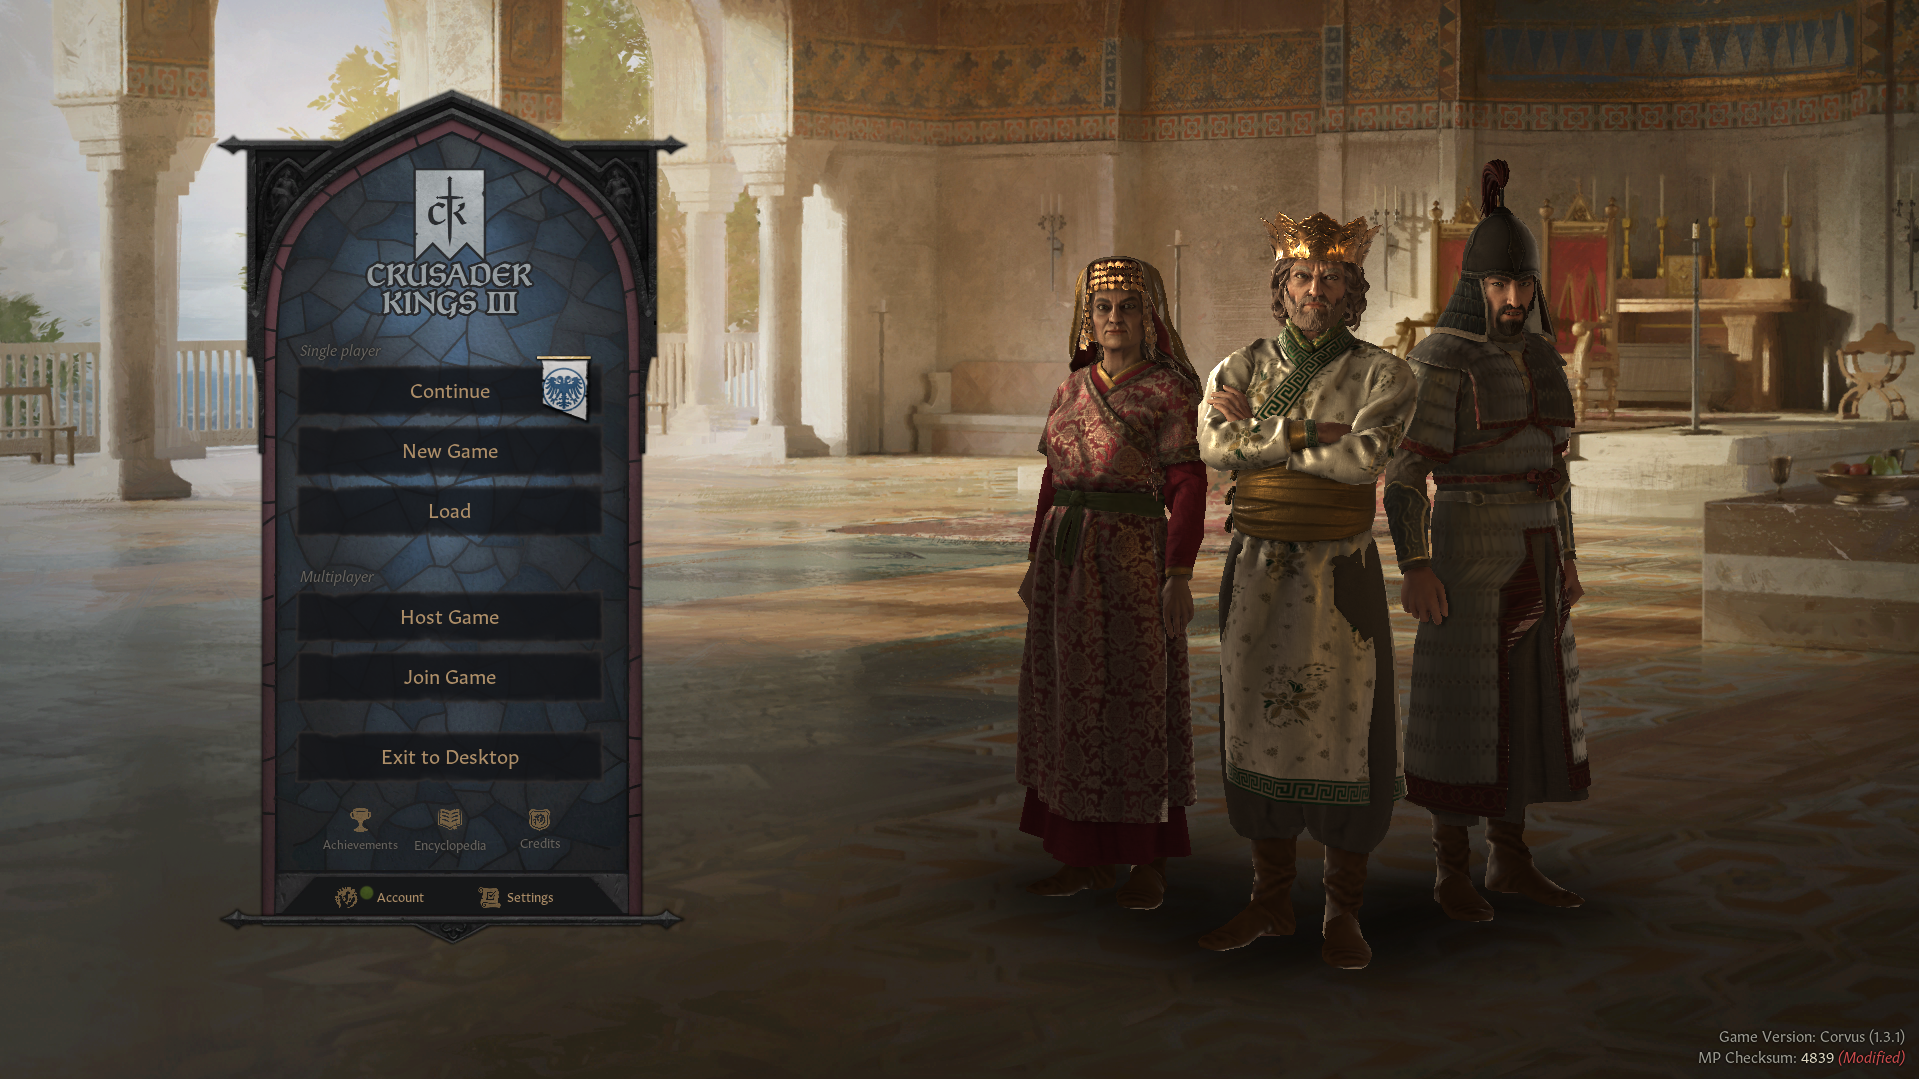 CK
CRUSADER
KINGS III
Single player
Continue
New Game
Load
Multiplayer
Host Game
Join Game
Exit to Desktop
Achievements
Encyclopedia
Credits
Account
Settings
Game Version: Corvus (1.3.1)
MP Checksum: 4839 (Modified)